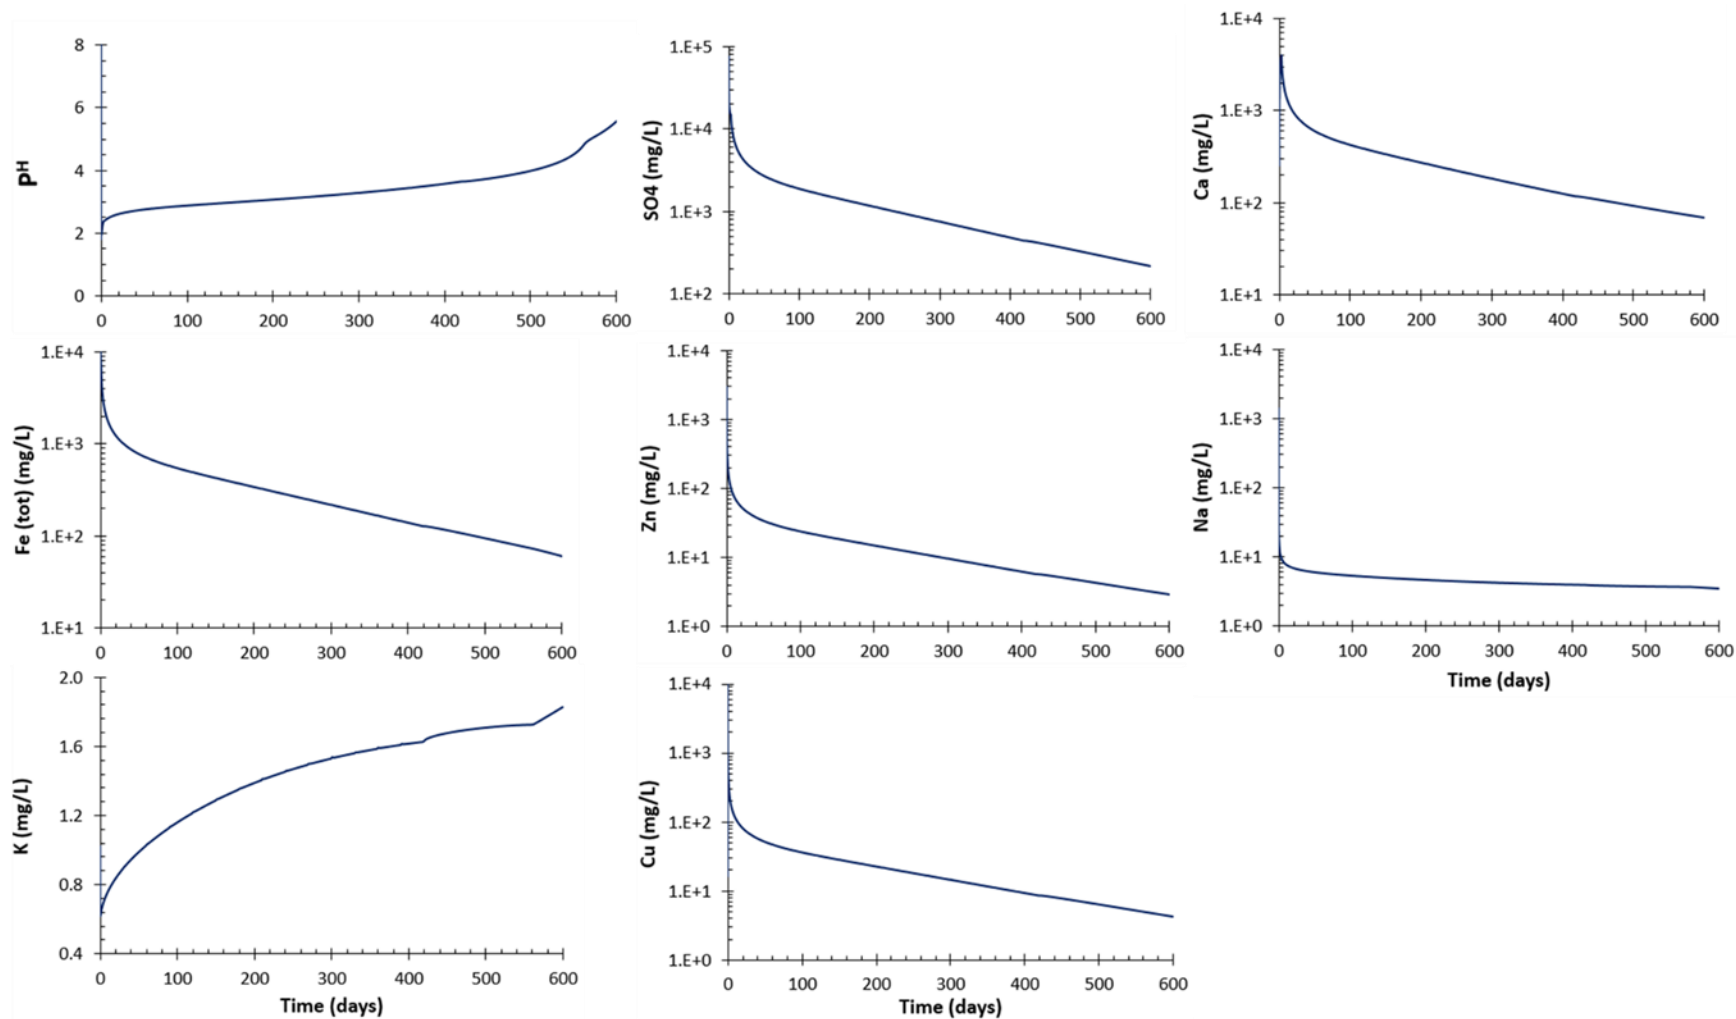 8
6
4
2
0
pH
0 100 200 300 400 500 600
1.E+5
1.E+4
1.E+3
1.E+2
SO4 (mg/L)
0 100 200 300 400 500 600
1.E+4
1.E+3
1.E+2
1.E+1
Ca (mg/L)
0 100 200 300 400 500 600
1.E+4
1.E+3
1.E+2
1.E+1
Fe (tot) (mg/L)
0 100 200 300 400 500 600
1.E+4
1.E+3
1.E+2
1.E+1
1.E+0
Zn (mg/L)
0 100 200 300 400 500 600
1.E+4
1.E+3
1.E+2
1.E+1
1.E+0
Na (mg/L)
0 100 200 300 400 500 600
Time (days)
2.0
1.6
1.2
0.8
0.4
K (mg/L)
0 100 200 300 400 500 600
Time (days)
1.E+4
1.E+3
1.E+2
1.E+1
1.E+0
Cu (mg/L)
0 100 200 300 400 500 600
Time (days)